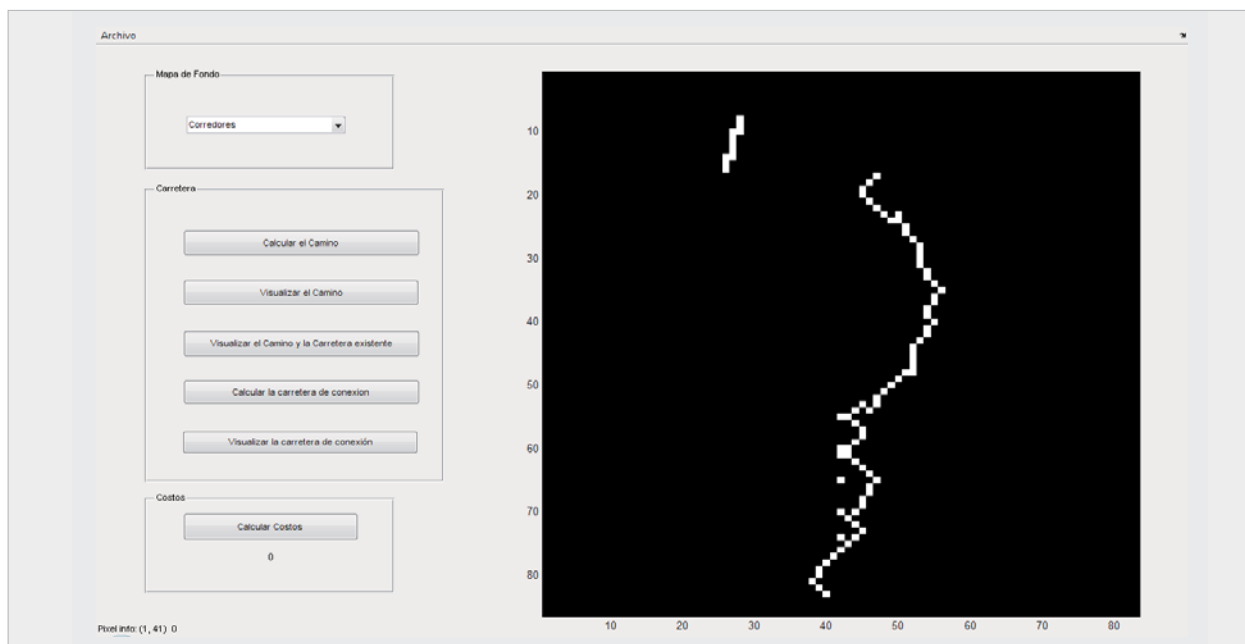 Archivo
Mapa de Fondo
Corredores
Carretera
Calcular el Camino
Visualizar el Camino
Visualizar el Camino y la Carretera existente
Calcular la carretera de conexion
Visualizar la carretera de conexión
Costos
Calcular Costos
0
Pixel info: (1, 41) 0
10
20
30
40
50
60
70
80
10
20
30
40
50
60
70
80